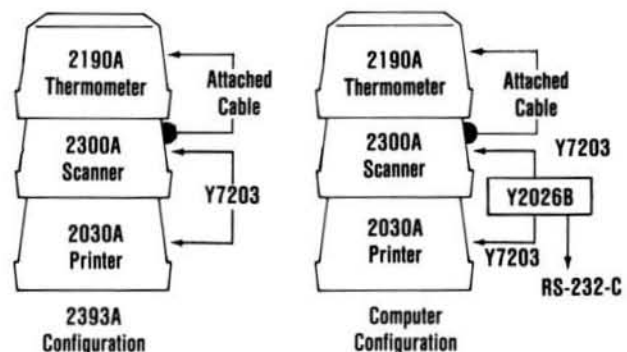 2190A
Thermometer
Attached
Cable
2300A
Scanner
Y7203
2030A
Printer
2393A
Configuration
2190A
Thermometer
Attached
Cable
2300A
Scanner
Y7203
Y2026B
2030A
Printer
Y7203
RS-232-C
Computer
Configuration